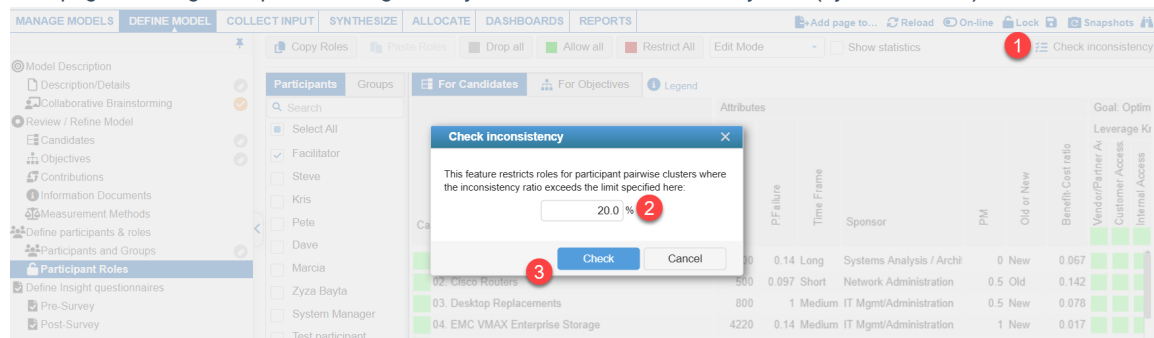 MANAGE MODELS DEFINE MODEL COLLECT INPUT SYNTHESIZE ALLOCATE DASHBOARDS REPORTS Add page to... Reload On-line Lock Snapshots
Copy Roles Paste Roles Drop all Allow all Restrict All Edit Mode Show statistics 1 Check inconsistency
Model Description
Description/Details
Collaborative Brainstorming
Review / Refine Model
Candidates
Objectives
Contributions
Information Documents
Measurement Methods
Define participants & roles
Participants and Groups
Participant Roles
Define Insight questionnaires
Pre-Survey
Post-Survey
Participants Groups
Search
Select All
Facilitator
Steve
Kris
Pete
Dave
Marcia
Zyza Bayta
System Manager
Test participant
For Candidates For Objectives Legend
Attributes Goal: Optim
Leverage
Check inconsistency
This feature restricts roles for participant pairwise clusters where
the inconsistency ratio exceeds the limit specified here:
20.0 % 2
Check Cancel
3
P.Failure
Time Frame
Sponsor
PM
Old or New
Benefit-Cost ratio
Vendor/Partner
Customer Access
Internal Access
0.14 Long Systems Analysis / Archi 0 New 0.067
02. Cisco Routers 500 0.097 Short Network Administration 0.5 Old 0.142
03. Desktop Replacements 800 1 Medium IT Mgmt/Administration 0.5 New 0.078
04. EMC VMAX Enterprise Storage 4220 0.14 Medium IT Mgmt/Administration 1 New 0.017